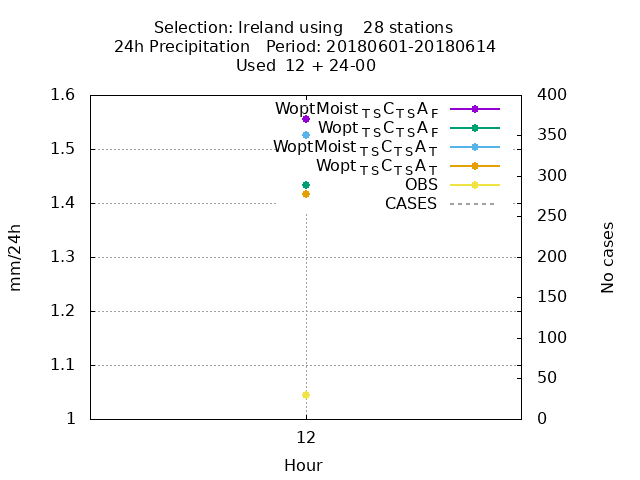 Selection: Ireland using 28 stations
24h Precipitation Period: 20180601-20180614
Used 12 + 24-00
1.6
1.5
1.4
1.3
1.2
1.1
1
mm/24h
WoptMoist TS C TS A F
Wopt TS C TS A F
WoptMoist TS C TS A T
Wopt TS C TS A T
OBS
CASES
400
350
300
250
200
150
100
50
0
No cases
12
Hour